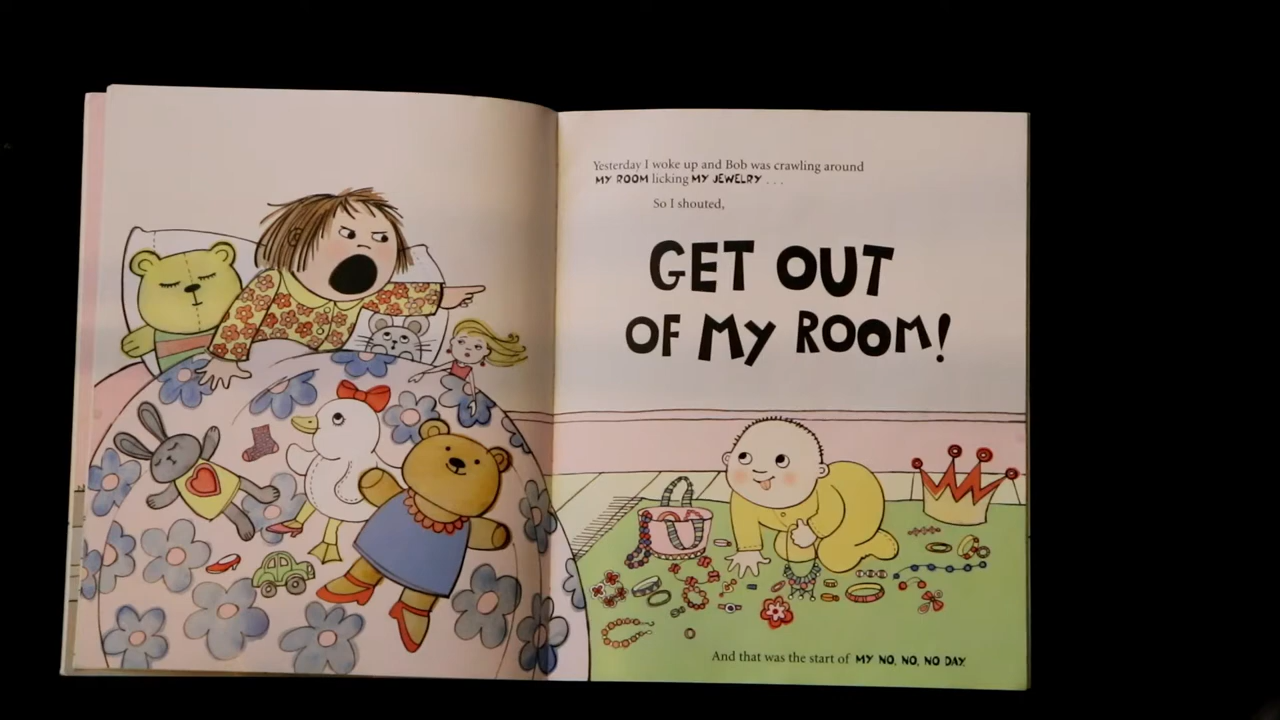 Yesterday I woke up and Bob was crawling around
MY ROOM licking MY JEWELRY . . .
So I shouted,
GET OUT
OF MY ROOM!
And that was the start of MY NO, NO, NO DAY.